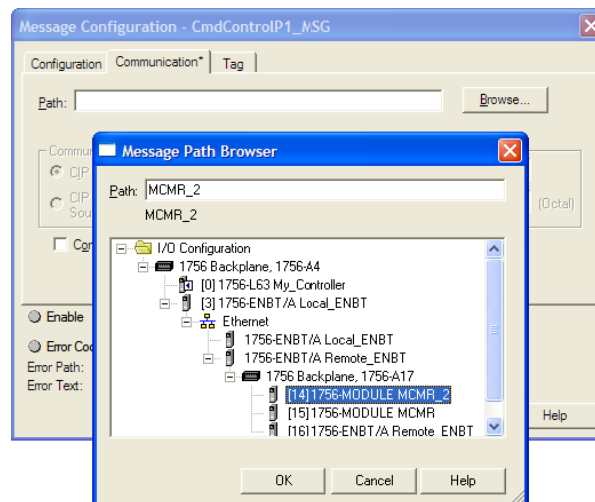 Message Configuration - CmdControlP1_MSG
Configuration Communication* Tag
Path: Browse...
CIP
CIP
(Octal)
Enable
Error Path:
Error Text:
Help
Message Path Browser
Path: MCMR_2
MCMR_2
I/O Configuration
1756 Backplane, 1756-A4
[0] 1756-L63 My_Controller
[3] 1756-ENBT/A Local_ENBT
Ethernet
1756-ENBT/A Local_ENBT
1756-ENBT/A Remote_ENBT
1756 Backplane, 1756-A17
[14] 1756-MODULE MCMR_2
[15] 1756-MODULE MCMR
[16] 1756-ENBT/A Remote_ENBT
OK Cancel Help